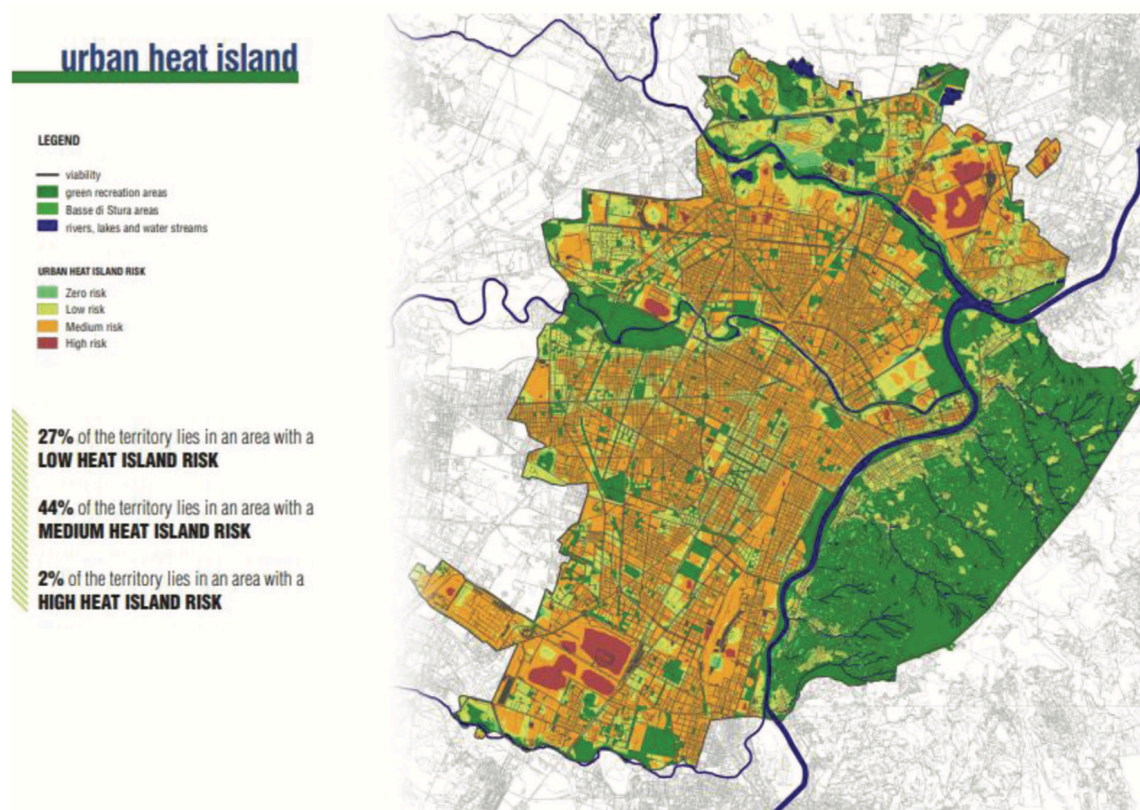 urban heat island
LEGEND
viability
green recreation areas
Basse di Stura areas
rivers, lakes and water streams
URBAN HEAT ISLAND RISK
Zero risk
Low risk
Medium risk
High risk
27% of the territory lies in an area with a
LOW HEAT ISLAND RISK
44% of the territory lies in an area with a
MEDIUM HEAT ISLAND RISK
2% of the territory lies in an area with a
HIGH HEAT ISLAND RISK